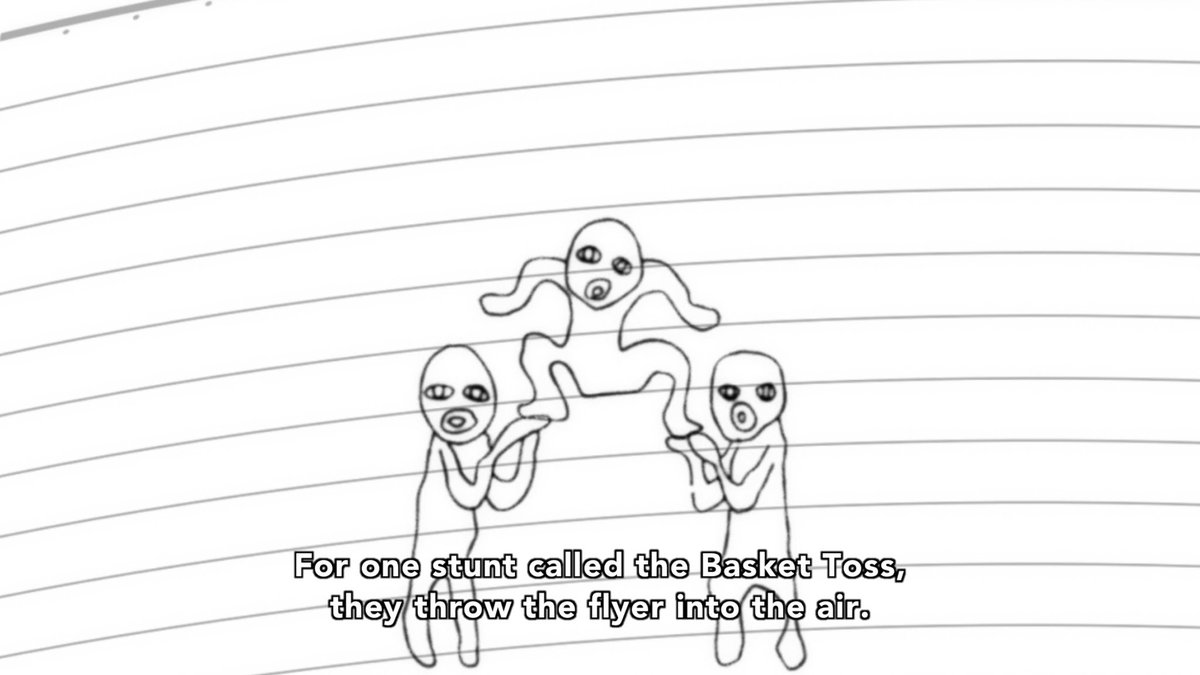 For one stunt called the Basket Toss,
they throw the flyer into the air.